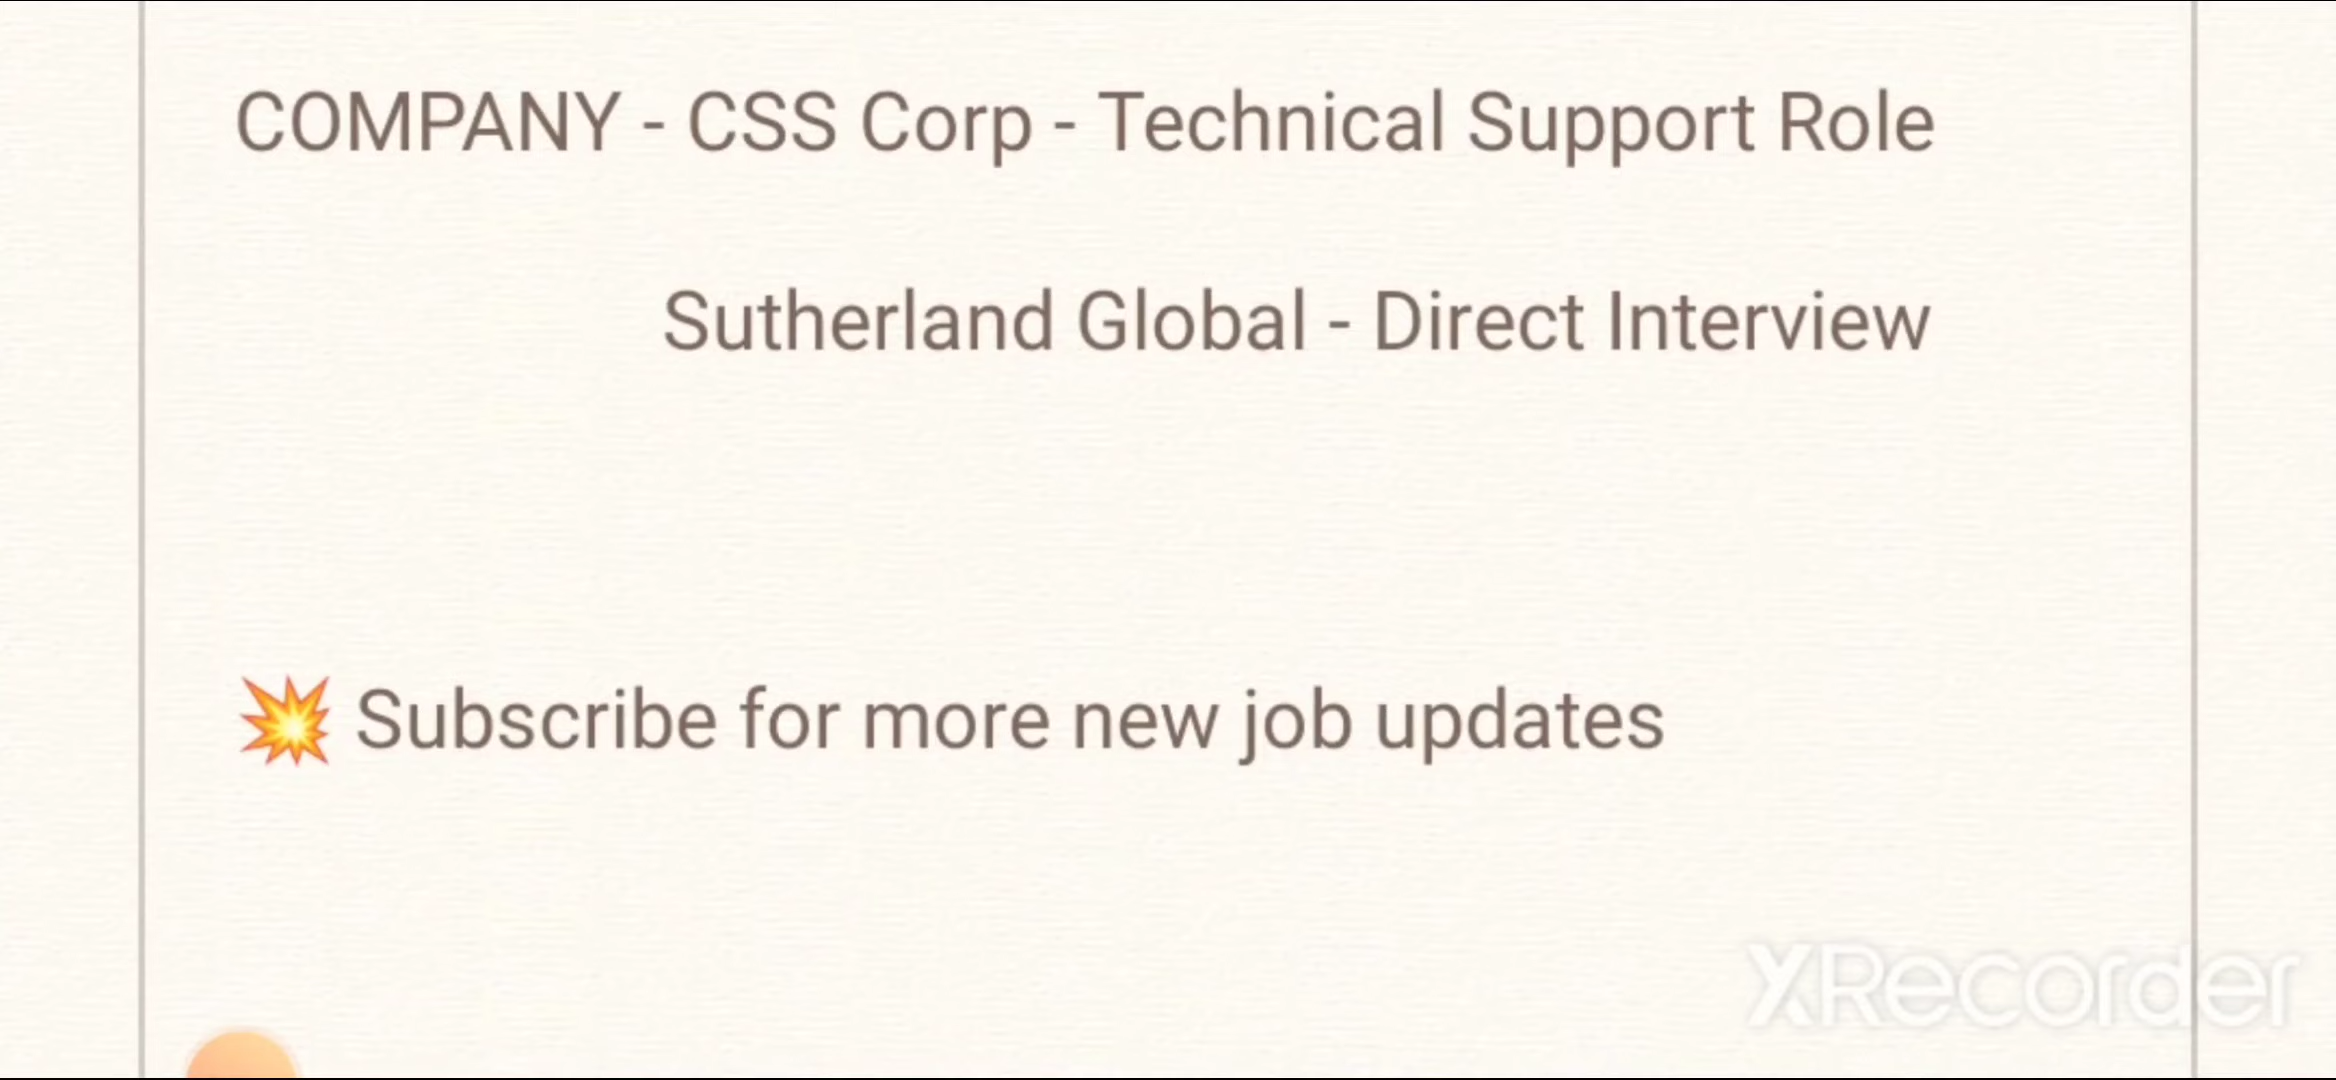 COMPANY - CSS Corp - Technical Support Role
Sutherland Global - Direct Interview
💥 Subscribe for more new job updates
XRecorder